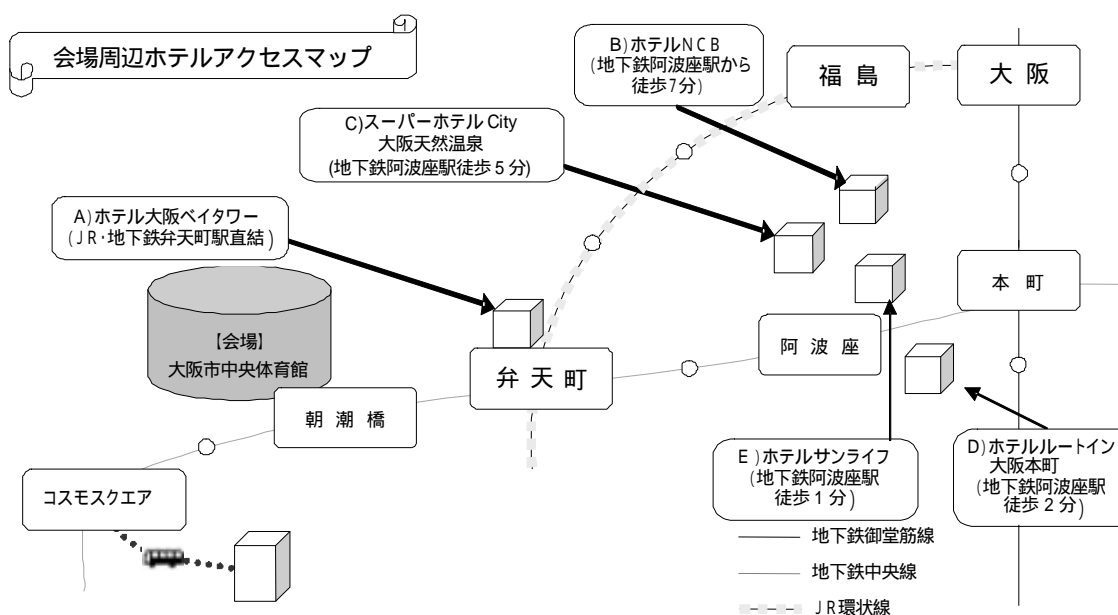 会場周辺ホテルアクセスマップ
B)ホテルNCB
(地下鉄阿波座駅から
徒歩7分)
福島
大阪
C)スーパーホテル City
大阪天然温泉
(地下鉄阿波座駅徒歩5分)
A)ホテル大阪ベイタワー
(JR・地下鉄弁天町駅直結)
【会場】
大阪市中央体育館
本町
阿波座
弁天町
朝潮橋
コスモスクエア
E)ホテルサンライフ
(地下鉄阿波座駅
徒歩1分)
D)ホテルルートイン
大阪本町
(地下鉄阿波座駅
徒歩2分)
地下鉄御堂筋線
地下鉄中央線
JR環状線